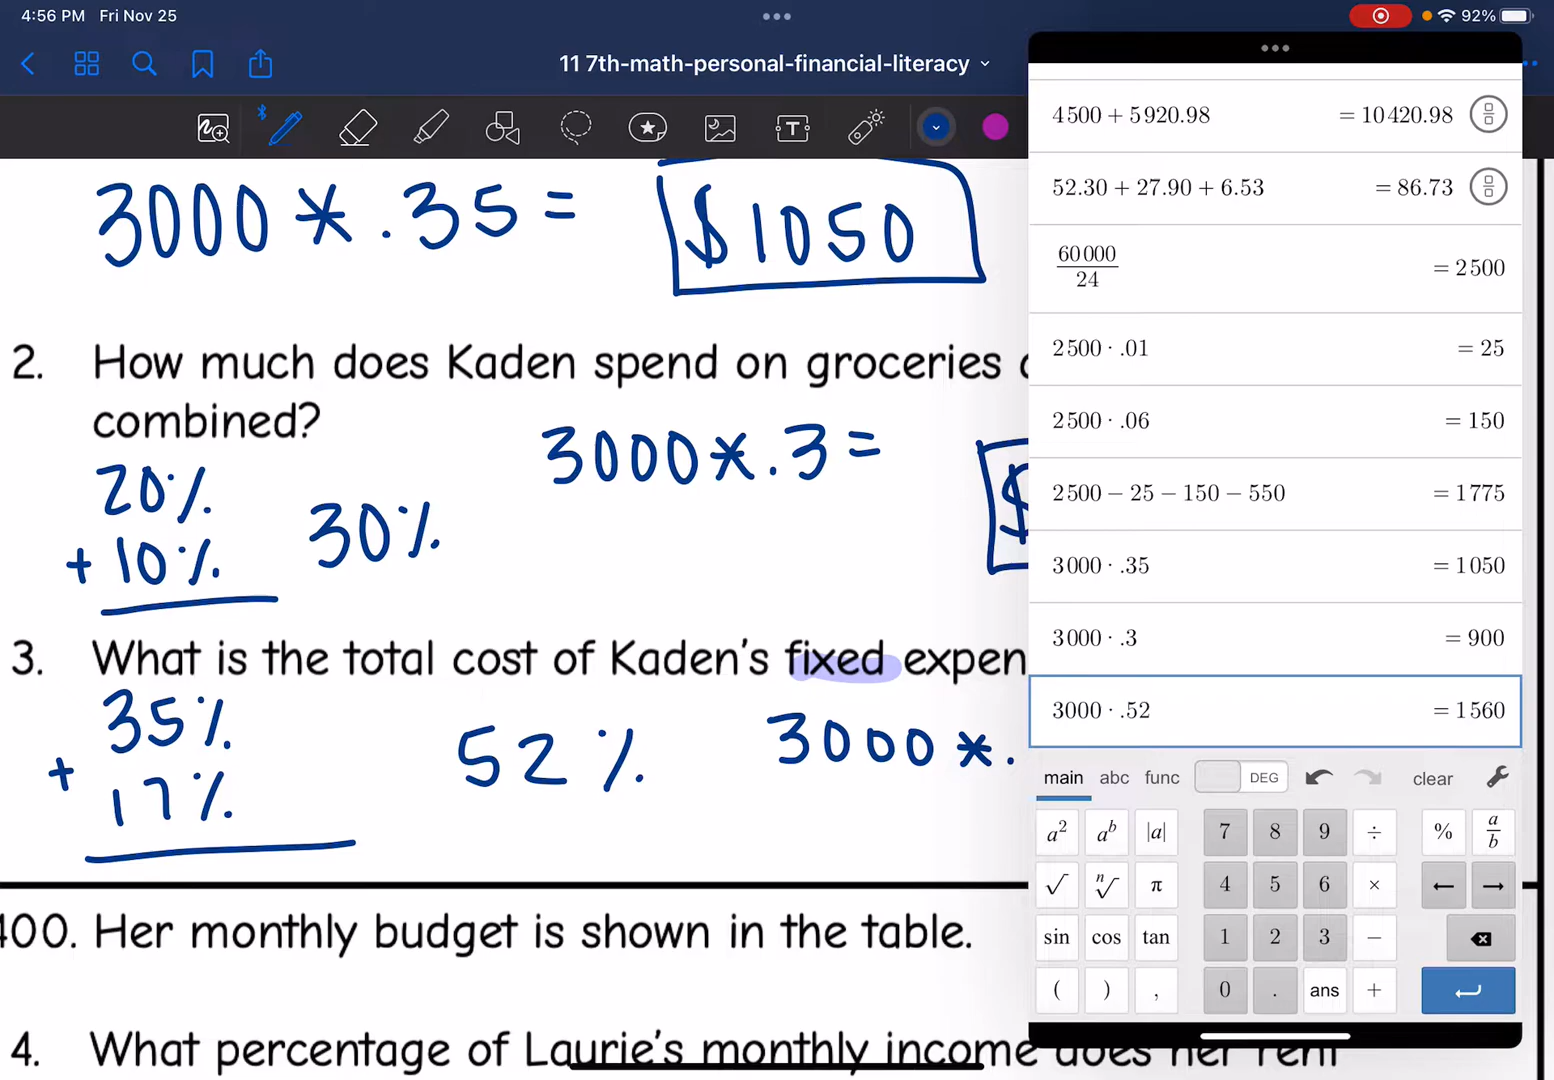 4:56 PM Fri Nov 25
92%
11 7th-math-personal-financial-literacy
3000 * .35 =
$1050
2. How much does Kaden spend on groceries
combined?
3000 * .3 =
$
20%
+ 10%
30%
3. What is the total cost of Kaden's fixed expen
35%
+ 17%
52%
3000 * .
400. Her monthly budget is shown in the table.
4. What percentage of Laurie's monthly income does her rent
4500 + 5920.98 = 10420.98
52.30 + 27.90 + 6.53 = 86.73
60000
24
= 2500
2500 · .01 = 25
2500 · .06 = 150
2500 − 25 − 150 − 550 = 1775
3000 · .35 = 1050
3000 · .3 = 900
3000 · .52 = 1560
main abc func DEG clear
a² aᵇ |a| 7 8 9 ÷ % a/b
√ ⁿ√ π 4 5 6 × ← →
sin cos tan 1 2 3 −
( ) , 0 . ans +